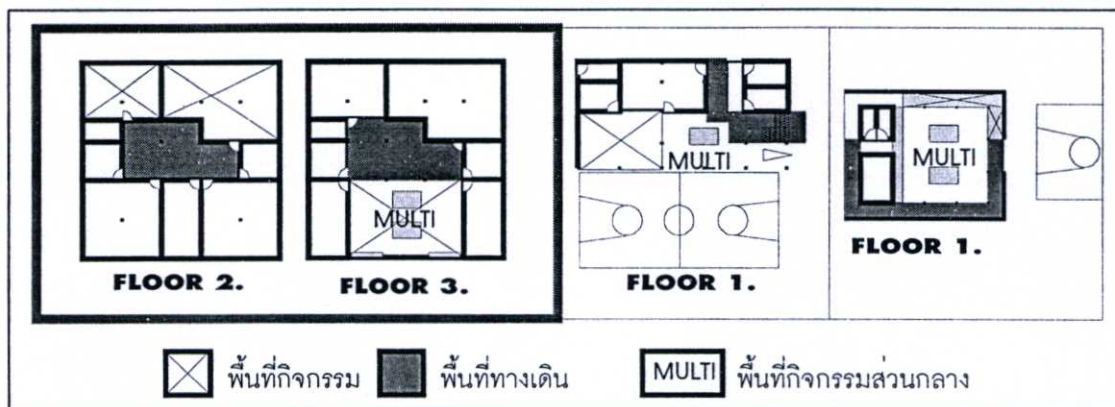 MULTI
MULTI
MULTI
FLOOR 2.
FLOOR 3.
FLOOR 1.
FLOOR 1.
พื้นที่กิจกรรม
พื้นที่ทางเดิน
MULTI พื้นที่กิจกรรมส่วนกลาง